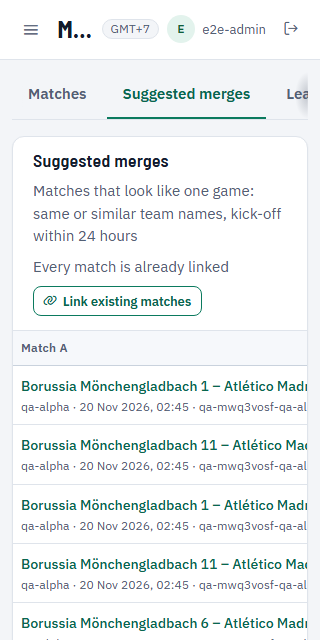 M...
GMT+7
E
e2e-admin
Matches
Suggested merges
Lea
Suggested merges
Matches that look like one game:
same or similar team names, kick-off
within 24 hours
Every match is already linked
Link existing matches
Match A
Borussia Mönchengladbach 1 – Atlético Madr
qa-alpha · 20 Nov 2026, 02:45 · qa-mwq3vosf-qa-al
Borussia Mönchengladbach 11 – Atlético Mad
qa-alpha · 20 Nov 2026, 02:45 · qa-mwq3vosf-qa-al
Borussia Mönchengladbach 1 – Atlético Madr
qa-alpha · 20 Nov 2026, 02:45 · qa-mwq3vosf-qa-al
Borussia Mönchengladbach 11 – Atlético Mad
qa-alpha · 20 Nov 2026, 02:45 · qa-mwq3vosf-qa-al
Borussia Mönchengladbach 6 – Atlético Madr